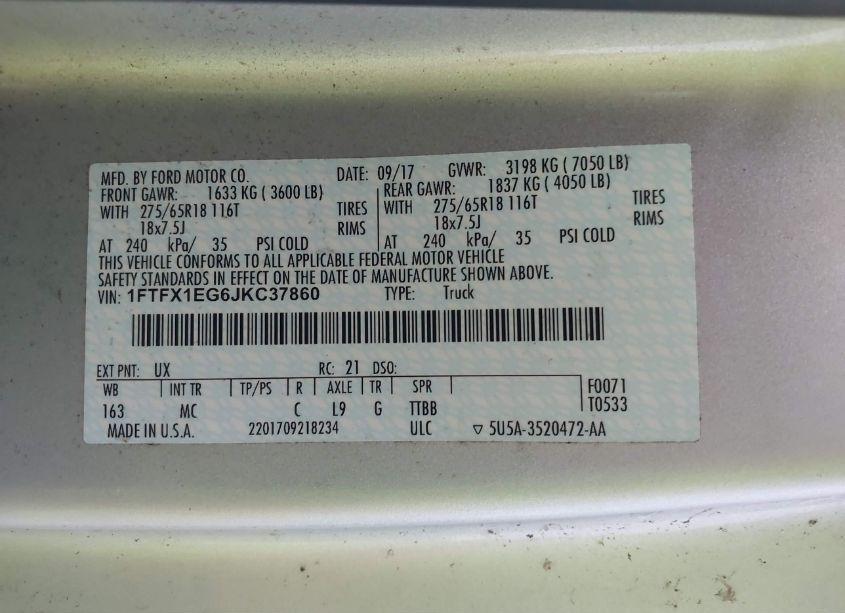 MFD. BY FORD MOTOR CO. DATE: 09/17 GVWR: 3198 KG ( 7050 LB)
FRONT GAWR: 1633 KG ( 3600 LB) REAR GAWR: 1837 KG ( 4050 LB)
WITH 275/65R18 116T TIRES WITH 275/65R18 116T TIRES
18x7.5J RIMS 18x7.5J RIMS
AT 240 kPa/ 35 PSI COLD AT 240 kPa/ 35 PSI COLD
THIS VEHICLE CONFORMS TO ALL APPLICABLE FEDERAL MOTOR VEHICLE
SAFETY STANDARDS IN EFFECT ON THE DATE OF MANUFACTURE SHOWN ABOVE.
VIN: 1FTFX1EG6JKC37860 TYPE: Truck
EXT PNT: UX RC: 21 DSO:
WB INT TR TP/PS R AXLE TR SPR F0071
163 MC C L9 G TTBB T0533
MADE IN U.S.A. 2201709218234 ULC ▽ 5U5A-3520472-AA